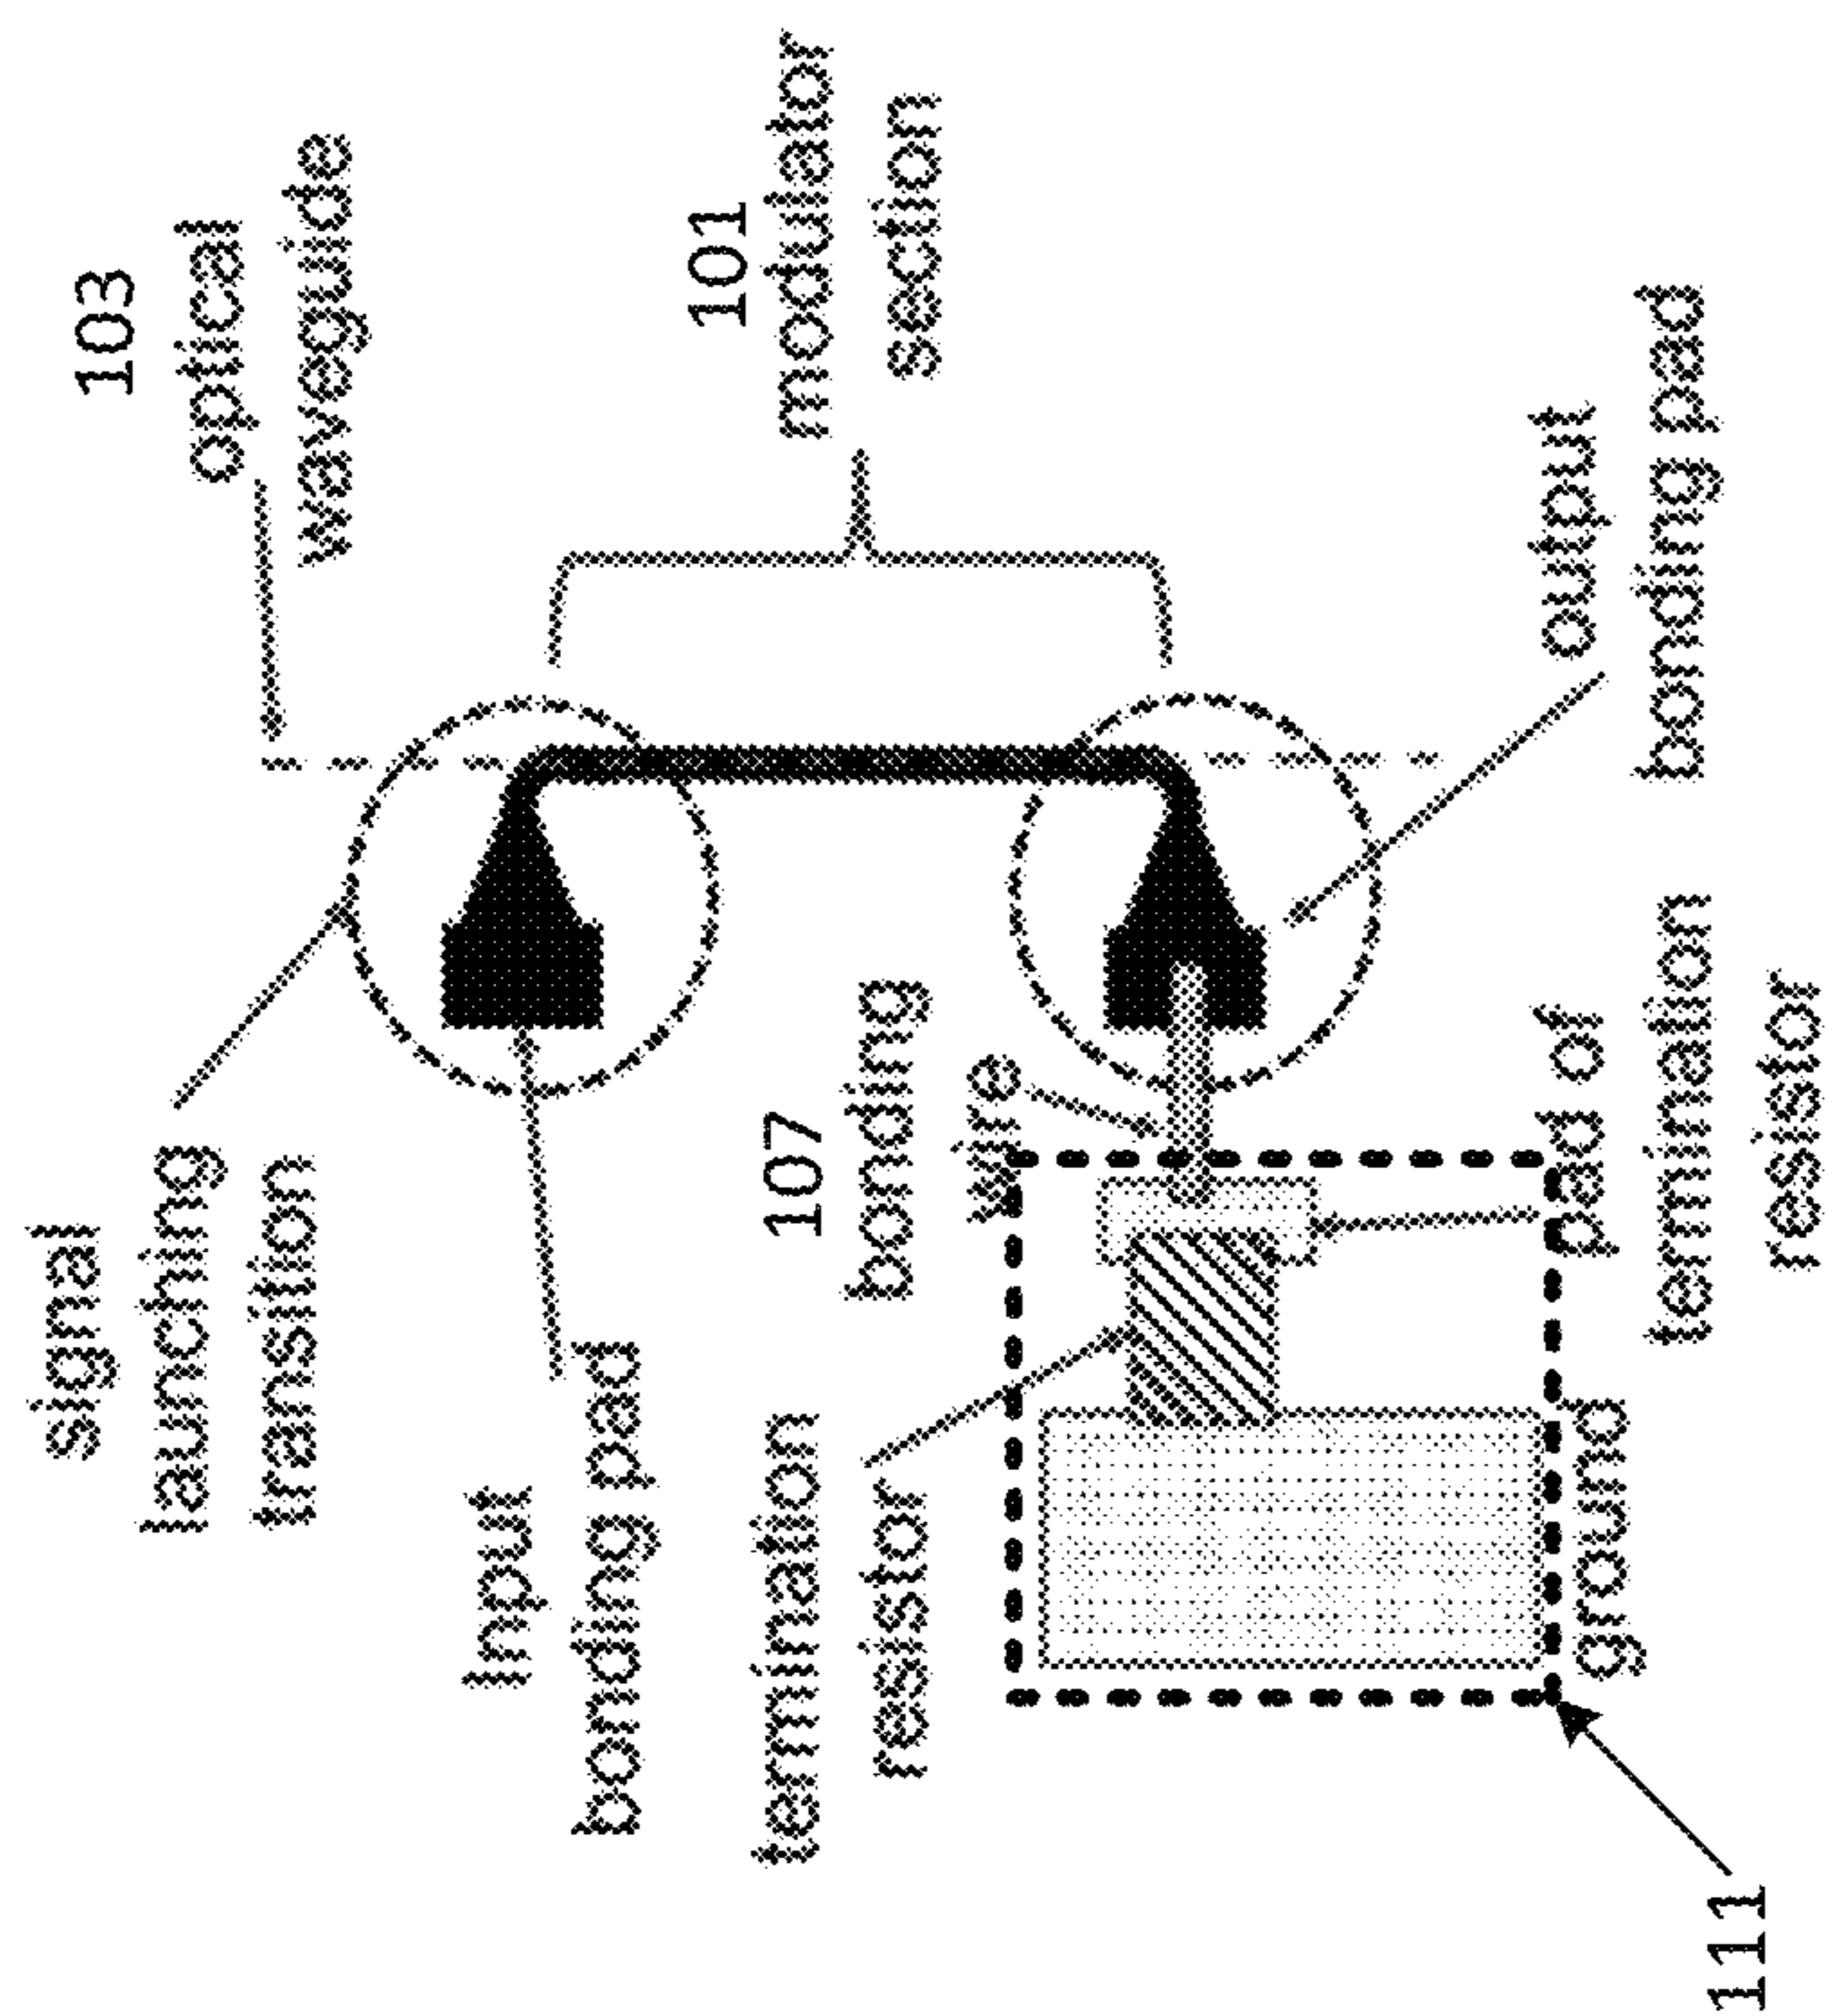 103
optical
waveguide
101
modulator
section
signal
launching
transition
Input
bonding pad
107
bonding
wire
output
bonding pad
termination
resistor
pad of
termination
resistor
ground
111